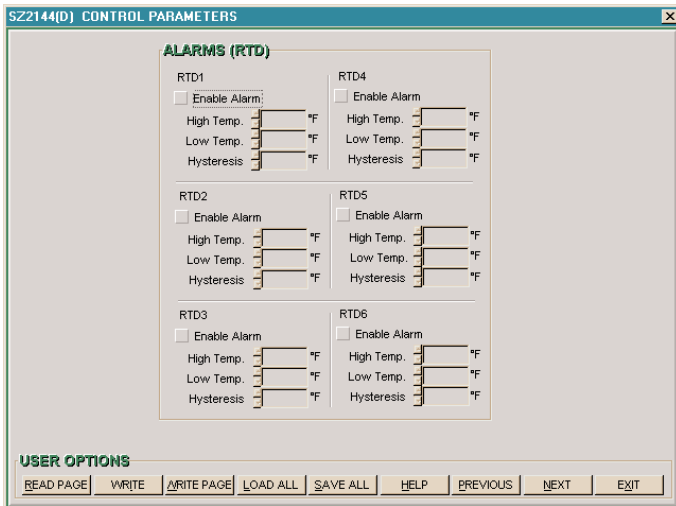 SZ2144(D) CONTROL PARAMETERS
ALARMS (RTD)
RTD1
Enable Alarm
High Temp. °F
Low Temp. °F
Hysteresis °F
RTD4
Enable Alarm
High Temp. °F
Low Temp. °F
Hysteresis °F
RTD2
Enable Alarm
High Temp. °F
Low Temp. °F
Hysteresis °F
RTD5
Enable Alarm
High Temp. °F
Low Temp. °F
Hysteresis °F
RTD3
Enable Alarm
High Temp. °F
Low Temp. °F
Hysteresis °F
RTD6
Enable Alarm
High Temp. °F
Low Temp. °F
Hysteresis °F
USER OPTIONS
READ PAGE WRITE WRITE PAGE LOAD ALL SAVE ALL HELP PREVIOUS NEXT EXIT